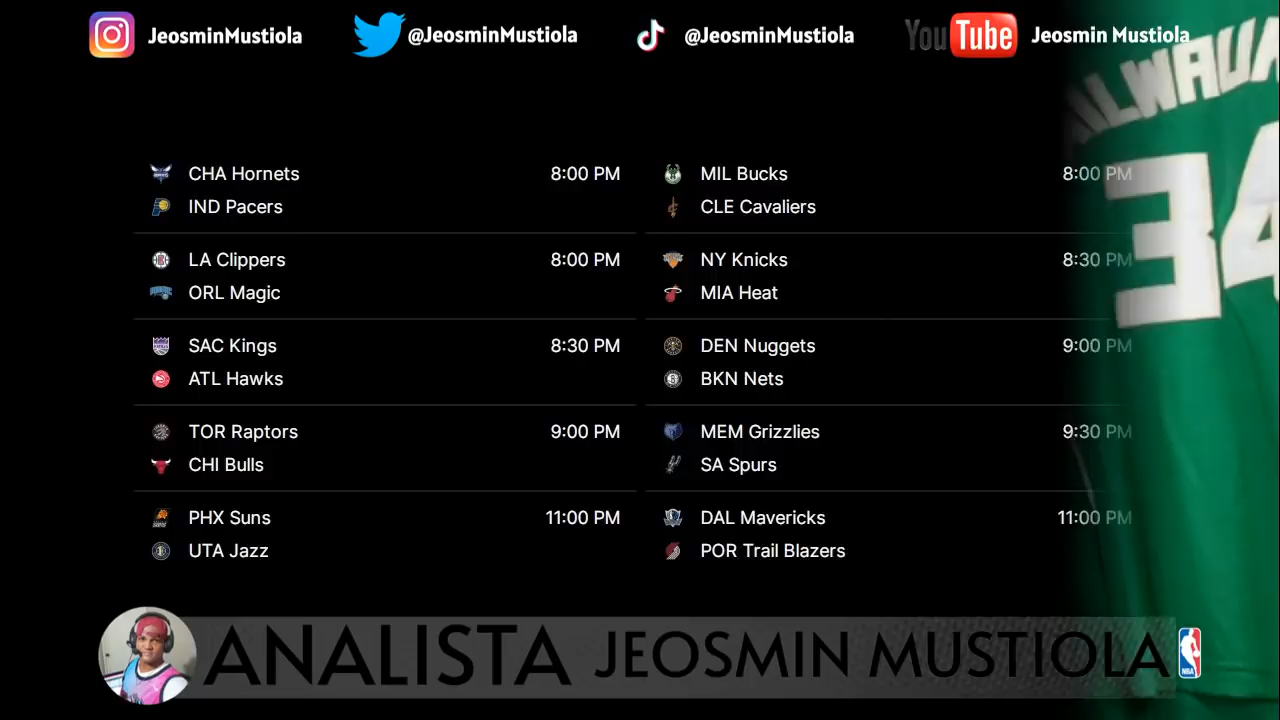 JeosminMustiola @JeosminMustiola @JeosminMustiola YouTube Jeosmin Mustiola
CHA Hornets 8:00 PM
IND Pacers
LA Clippers 8:00 PM
ORL Magic
SAC Kings 8:30 PM
ATL Hawks
TOR Raptors 9:00 PM
CHI Bulls
PHX Suns 11:00 PM
UTA Jazz
MIL Bucks 8:00 PM
CLE Cavaliers
NY Knicks 8:30 PM
MIA Heat
DEN Nuggets 9:00 PM
BKN Nets
MEM Grizzlies 9:30 PM
SA Spurs
DAL Mavericks 11:00 PM
POR Trail Blazers
34
ANALISTA JEOSMIN MUSTIOLA NBA